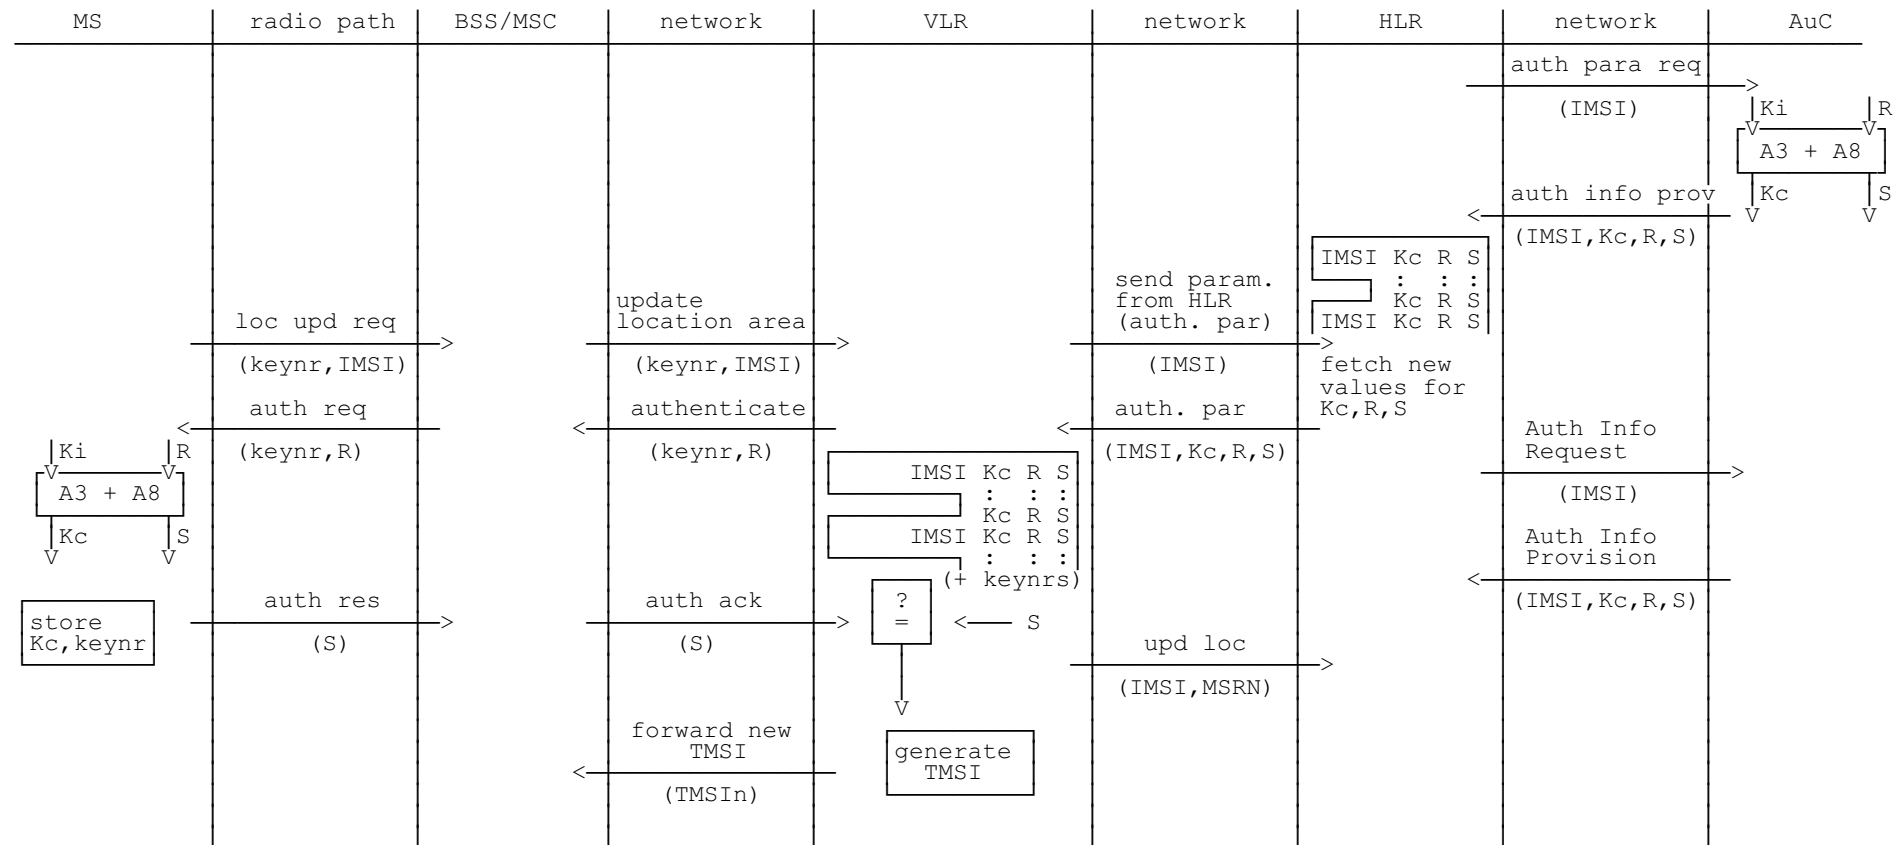 MS radio path BSS/MSC network VLR network HLR network AuC
auth para req
(IMSI)
Ki R
A3 + A8
auth info prov
Kc S
(IMSI,Kc,R,S)
IMSI Kc R S
: : :
Kc R S
IMSI Kc R S
send param.
from HLR
(auth. par)
update
location area
loc upd req
(keynr,IMSI)
(keynr,IMSI)
(IMSI)
fetch new
values for
Kc,R,S
auth req
authenticate
auth. par
(keynr,R)
(keynr,R)
(IMSI,Kc,R,S)
Auth Info
Request
(IMSI)
Ki R
A3 + A8
Kc S
IMSI Kc R S
: : :
Kc R S
IMSI Kc R S
: : :
(+ keynrs)
Auth Info
Provision
(IMSI,Kc,R,S)
store
Kc,keynr
auth res
(S)
auth ack
(S)
?
=
S
upd loc
(IMSI,MSRN)
forward new
TMSI
(TMSIn)
generate
TMSI